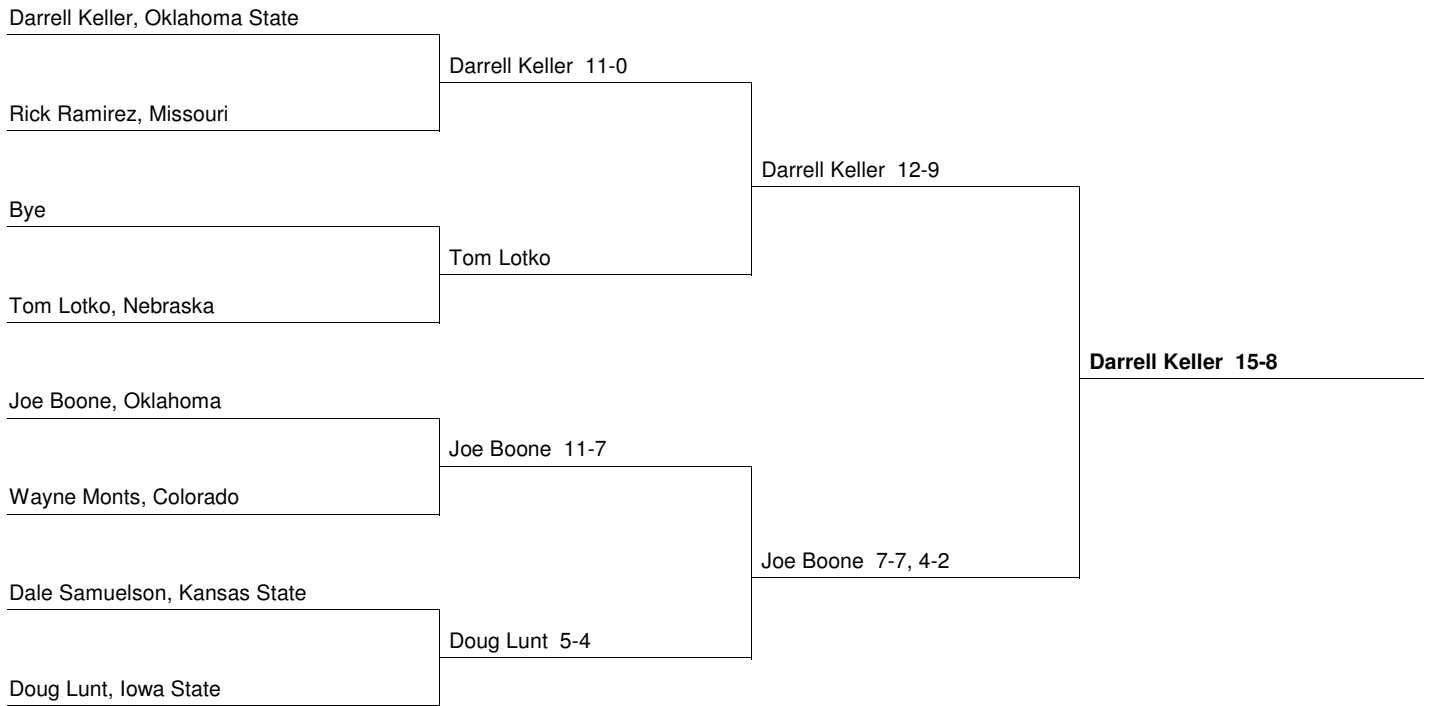 Darrell Keller, Oklahoma State
Darrell Keller 11-0
Rick Ramirez, Missouri
Darrell Keller 12-9
Bye
Tom Lotko
Tom Lotko, Nebraska
Darrell Keller 15-8
Joe Boone, Oklahoma
Joe Boone 11-7
Wayne Monts, Colorado
Joe Boone 7-7, 4-2
Dale Samuelson, Kansas State
Doug Lunt 5-4
Doug Lunt, Iowa State